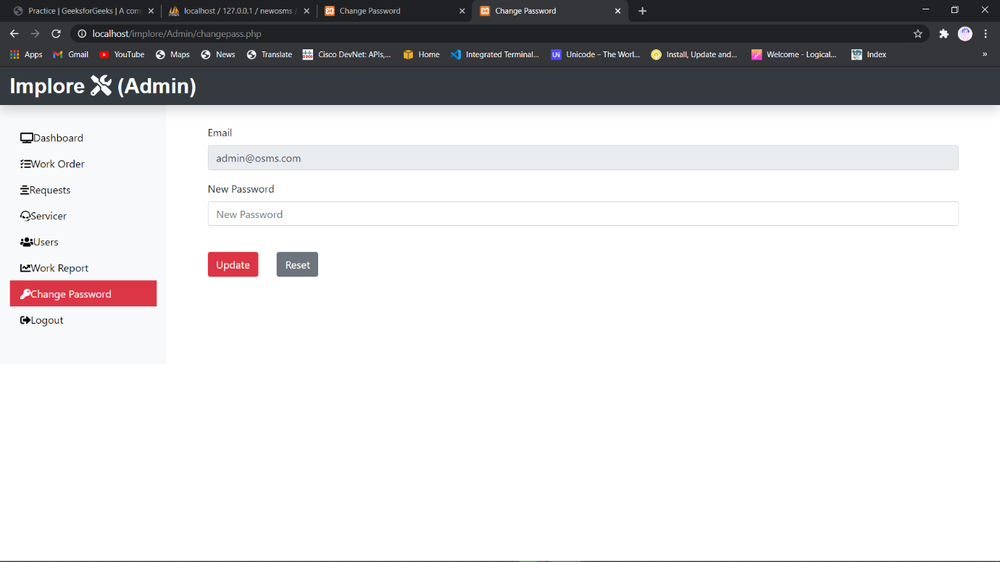 Practice | GeeksforGeeks | A com
localhost / 127.0.0.1 / newosms /
Change Password
Change Password
localhost/implore/Admin/changepass.php
Apps
Gmail
YouTube
Maps
News
Translate
Cisco DevNet: APIs,...
Home
Integrated Terminal...
UN
Unicode – The Worl...
Install, Update and...
Welcome - Logical...
Index
»
Implore (Admin)
Dashboard
Work Order
Requests
Servicer
Users
Work Report
Change Password
Logout
Email
admin@osms.com
New Password
New Password
Update
Reset